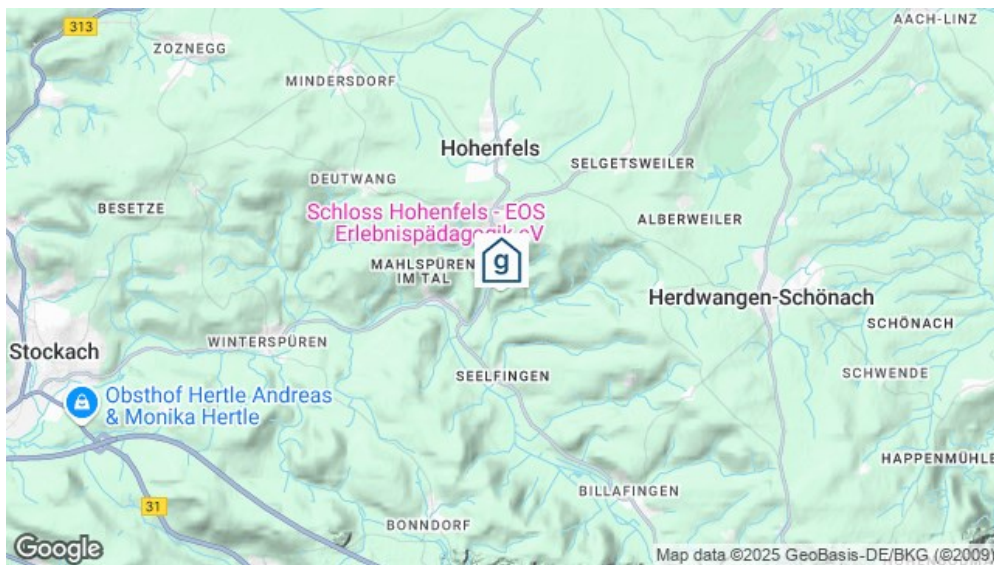 313
ZOZNEGG
AACH-LINZ
MINDERSDORF
Hohenfels
SELGETSWEILER
DEUTWANG
BESETZE
Schloss Hohenfels - EOS
Erlebnispädagogik eV
ALBERWEILER
g
MAHLSPÜREN
IM TAL
Herdwangen-Schönach
SCHÖNACH
WINTERSPÜREN
Stockach
SEELFINGEN
SCHWENDE
Obsthof Hertle Andreas
& Monika Hertle
HAPPENMÜHLE
BILLAFINGEN
31
BONNDORF
Google
Map data ©2025 GeoBasis-DE/BKG (©2009)